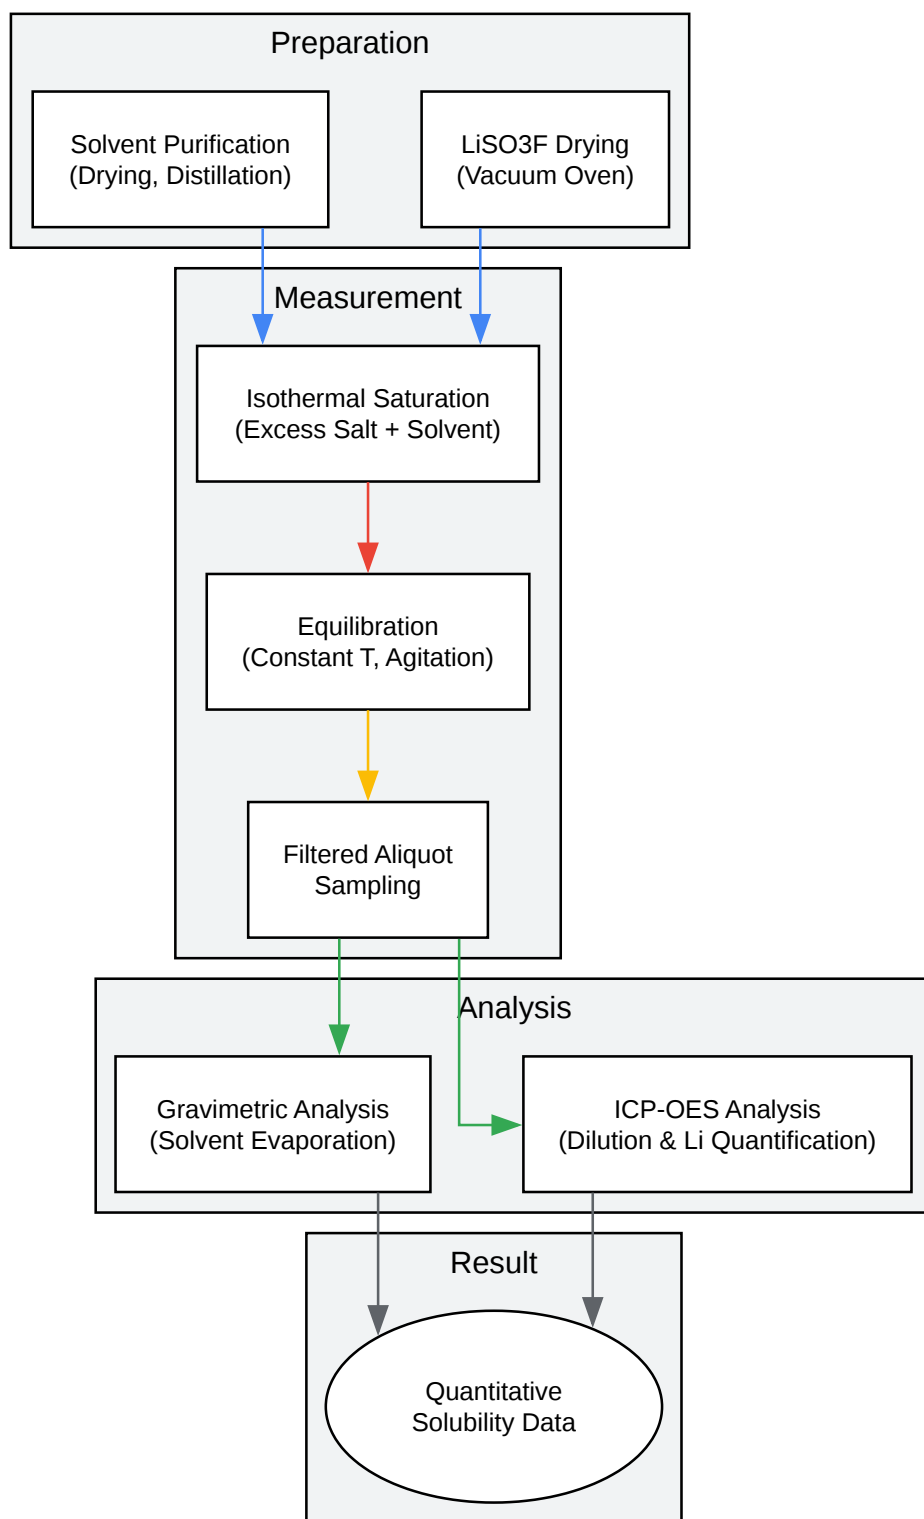 Preparation
Solvent Purification
(Drying, Distillation)
LiSO3F Drying
(Vacuum Oven)
Measurement
Isothermal Saturation
(Excess Salt + Solvent)
Equilibration
(Constant T, Agitation)
Filtered Aliquot
Sampling
Analysis
Gravimetric Analysis
(Solvent Evaporation)
ICP-OES Analysis
(Dilution & Li Quantification)
Result
Quantitative
Solubility Data